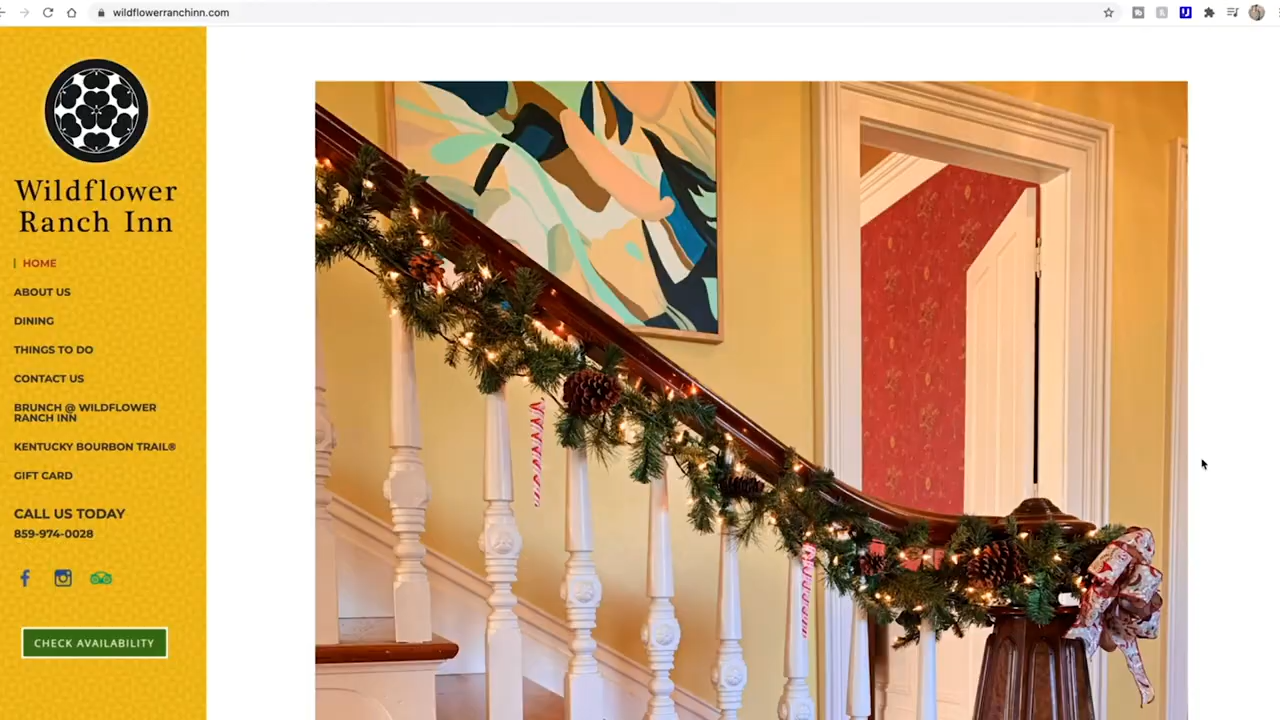 wildflowerranchinn.com
Wildflower
Ranch Inn
HOME
ABOUT US
DINING
THINGS TO DO
CONTACT US
BRUNCH @ WILDFLOWER
RANCH INN
KENTUCKY BOURBON TRAIL®
GIFT CARD
CALL US TODAY
859-974-0028
CHECK AVAILABILITY